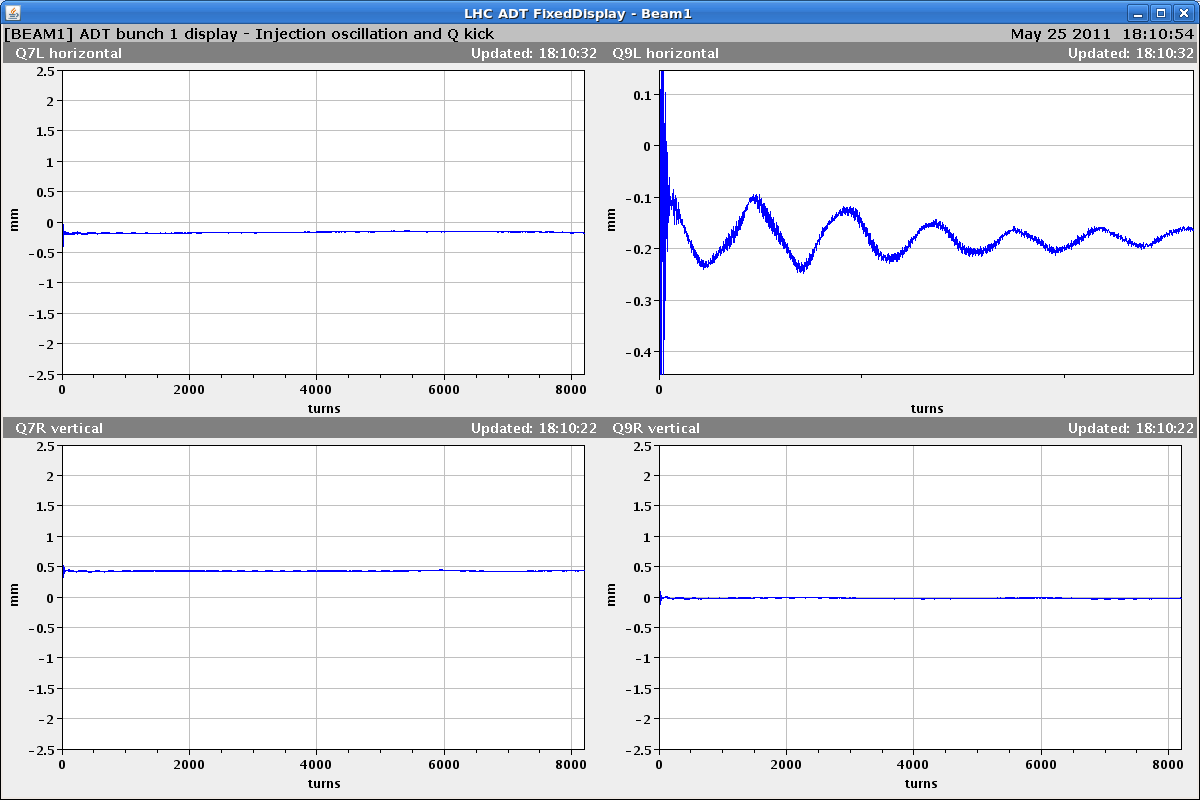 LHC ADT FixedDisplay - Beam1
[BEAM1] ADT bunch 1 display - Injection oscillation and Q kick May 25 2011 18:10:54
Q7L horizontal Updated: 18:10:32
2.5
2
1.5
1
0.5
0
-0.5
-1
-1.5
-2
-2.5
mm
0 2000 4000 6000 8000
turns
Q9L horizontal Updated: 18:10:32
0.1
0
-0.1
-0.2
-0.3
-0.4
mm
0
turns
Q7R vertical Updated: 18:10:22
2.5
2
1.5
1
0.5
0
-0.5
-1
-1.5
-2
-2.5
mm
0 2000 4000 6000 8000
turns
Q9R vertical Updated: 18:10:22
2.5
2
1.5
1
0.5
0
-0.5
-1
-1.5
-2
-2.5
mm
0 2000 4000 6000 8000
turns